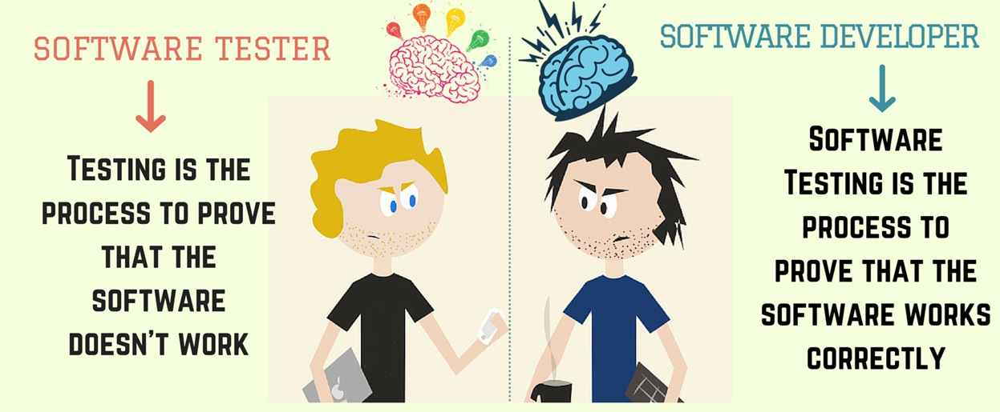 SOFTWARE TESTER
TESTING IS THE
PROCESS TO PROVE
THAT THE
SOFTWARE
DOESN'T WORK
SOFTWARE DEVELOPER
SOFTWARE
TESTING IS THE
PROCESS TO
PROVE THAT THE
SOFTWARE WORKS
CORRECTLY